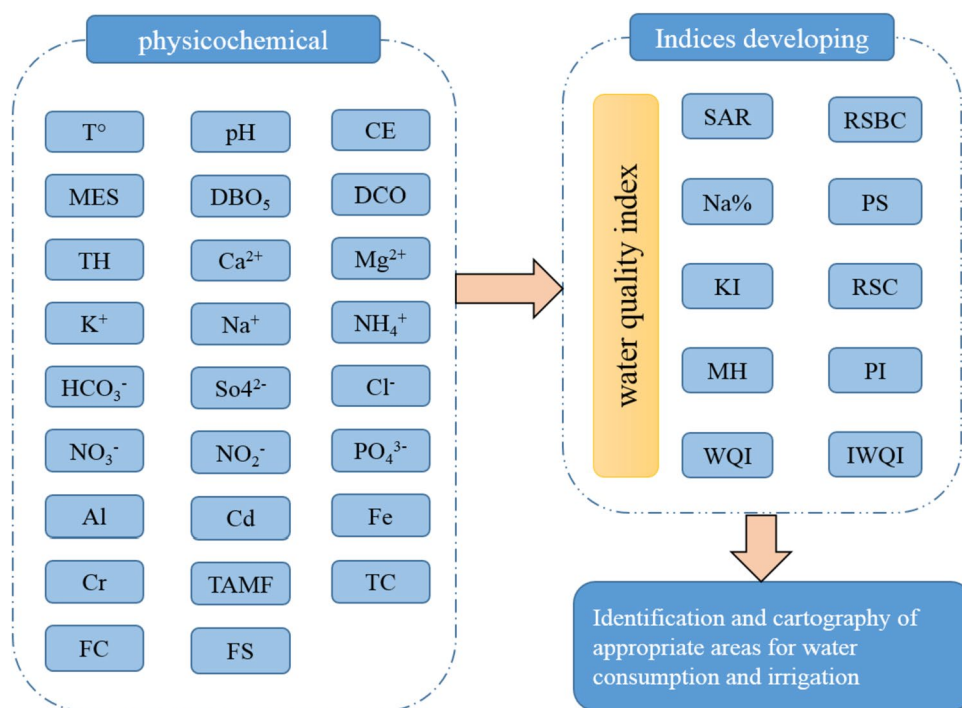 physicochemical
T° pH CE
MES DBO₅ DCO
TH Ca²⁺ Mg²⁺
K⁺ Na⁺ NH₄⁺
HCO₃⁻ So4²⁻ Cl⁻
NO₃⁻ NO₂⁻ PO₄³⁻
Al Cd Fe
Cr TAMF TC
FC FS
Indices developing
water quality index
SAR RSBC
Na% PS
KI RSC
MH PI
WQI IWQI
Identification and cartography of
appropriate areas for water
consumption and irrigation